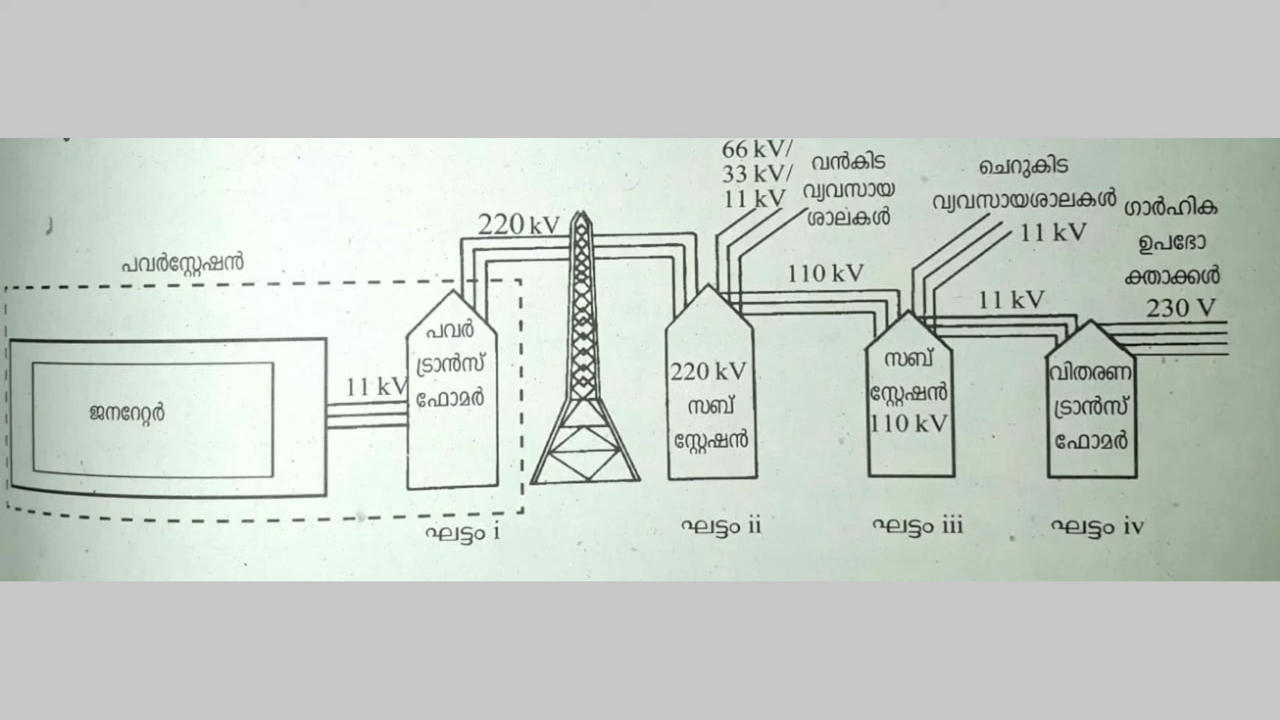 പവർസ്റ്റേഷൻ
ജനറേറ്റർ
11 kV
പവർ
ട്രാൻസ്
ഫോമർ
ഘട്ടം i
220 kV
220 kV
സബ്
സ്റ്റേഷൻ
ഘട്ടം ii
66 kV/
33 kV/
11 kV
വൻകിട
വ്യവസായ
ശാലകൾ
110 kV
സബ്
സ്റ്റേഷൻ
110 kV
ഘട്ടം iii
ചെറുകിട
വ്യവസായശാലകൾ
11 kV
11 kV
വിതരണ
ട്രാൻസ്
ഫോമർ
ഘട്ടം iv
ഗാർഹിക
ഉപഭോ
ക്താക്കൾ
230 V